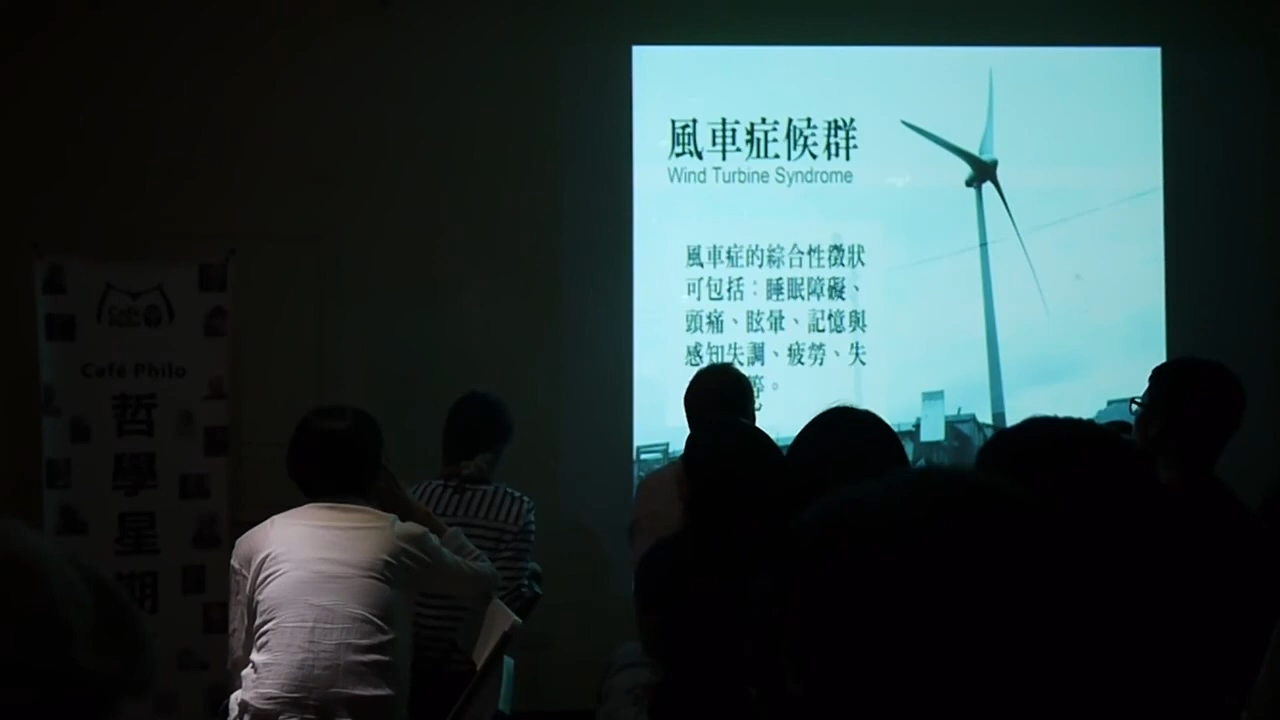 風車症候群
Wind Turbine Syndrome
風車症的綜合性徵狀
可包括：睡眠障礙、
頭痛、眩暈、記憶與
感知失調、疲勞、失
等。
Café Philo
哲
學
星
期